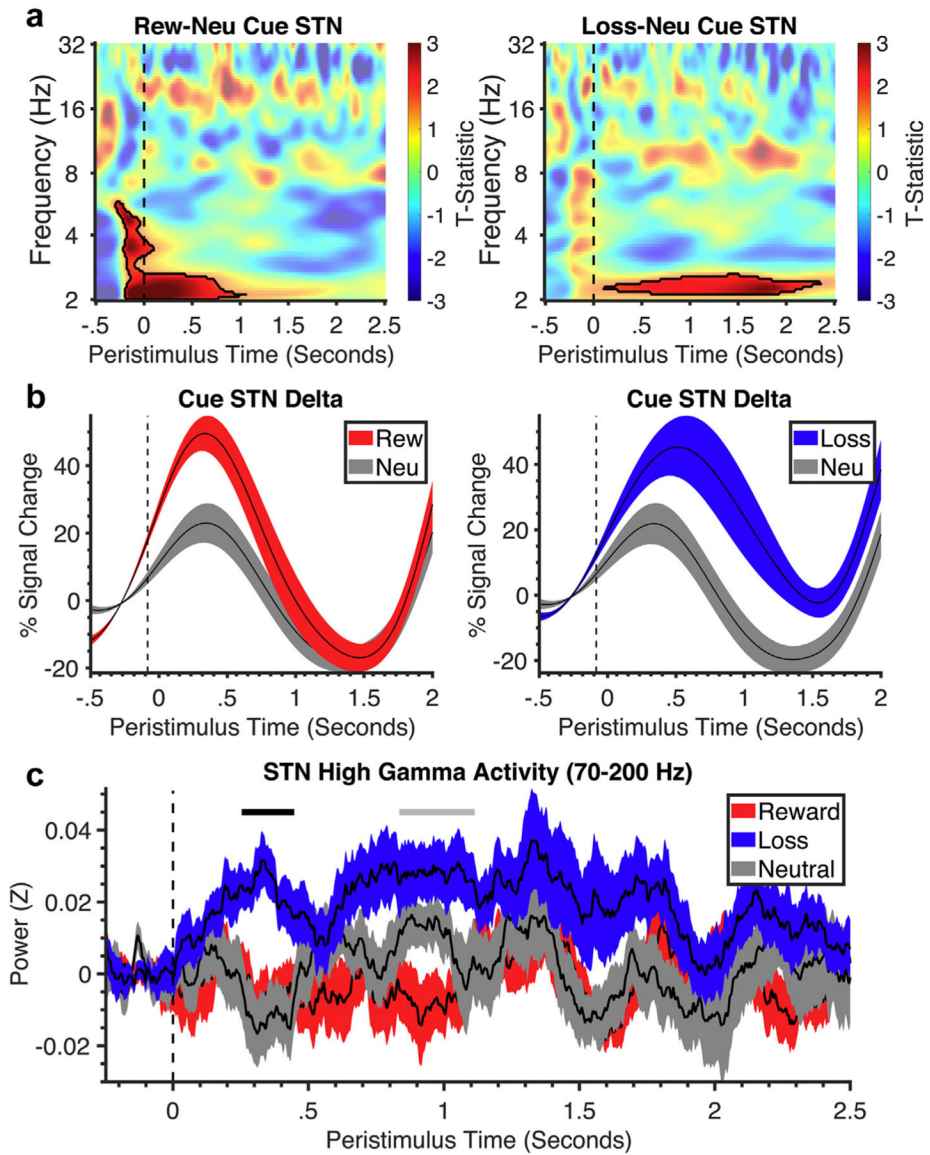 a
Rew-Neu Cue STN
Loss-Neu Cue STN
32
16
8
4
2
Frequency (Hz)
-.5 0 .5 1 1.5 2 2.5
Peristimulus Time (Seconds)
3
2
1
0
-1
-2
-3
T-Statistic
32
16
8
4
2
Frequency (Hz)
-.5 0 .5 1 1.5 2 2.5
Peristimulus Time (Seconds)
3
2
1
0
-1
-2
-3
T-Statistic
b
Cue STN Delta
Cue STN Delta
Rew
Neu
40
20
0
-20
% Signal Change
-.5 0 .5 1 1.5 2
Peristimulus Time (Seconds)
Loss
Neu
40
20
0
-20
% Signal Change
-.5 0 .5 1 1.5 2
Peristimulus Time (Seconds)
c
STN High Gamma Activity (70-200 Hz)
Reward
Loss
Neutral
0.04
0.02
0
-0.02
Power (Z)
0 .5 1 1.5 2 2.5
Peristimulus Time (Seconds)